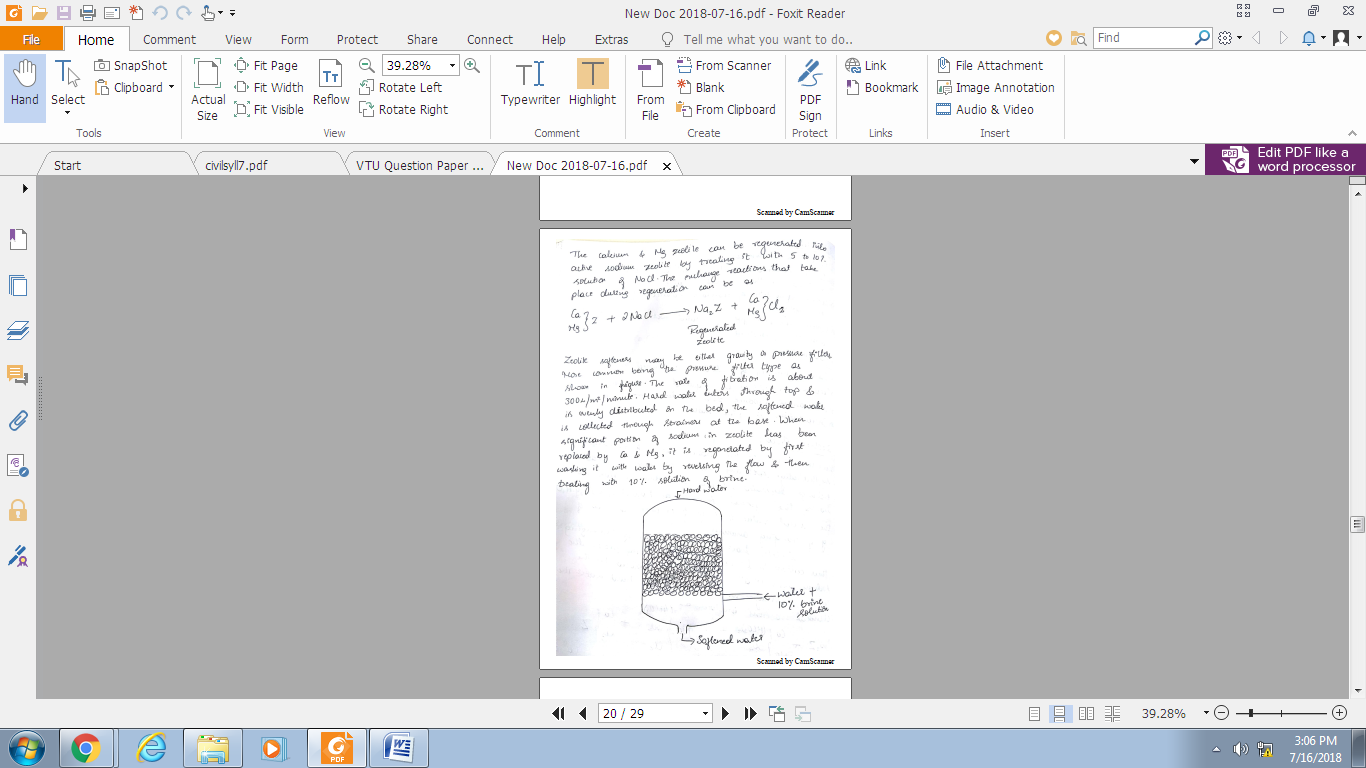 New Doc 2018-07-16.pdf - Foxit Reader
File Home Comment View Form Protect Share Connect Help Extras Tell me what you want to do.. Find
Hand
Select
SnapShot
Clipboard
Tools
Actual Size
Fit Page
Fit Width
Fit Visible
Reflow
39.28%
Rotate Left
Rotate Right
View
Typewriter
Highlight
Comment
From File
From Scanner
Blank
From Clipboard
Create
PDF Sign
Protect
Link
Bookmark
Links
File Attachment
Image Annotation
Audio & Video
Insert
Start civilsyll7.pdf VTU Question Paper ... New Doc 2018-07-16.pdf
PDF
Edit PDF like a
word processor
Scanned by CamScanner
The calcium & Mg zeolite can be regenerated into
active sodium zeolite by treating it with 5 to 10%
solution of NaCl. The exchange reactions that take
place during regeneration can be as
Ca Mg } Z + 2NaCl → Na2Z + Ca Mg } Cl2
Regenerated
zeolite
Zeolite softeners may be either gravity or pressure filter,
More common being the pressure filter type as
shown in figure. The rate of filtration is about
300L/m²/minute. Hard water enters through top &
is evenly distributed on the bed, the softened water
is collected through strainers at the base. When
significant portion of sodium in zeolite has been
replaced by Ca & Mg, it is regenerated by first
washing it with water by reversing the flow & then
treating with 10% solution of brine.
Hard water
Water +
10% brine
solution
Softened water
Scanned by CamScanner
20 / 29
39.28%
PDF
3:06 PM
7/16/2018